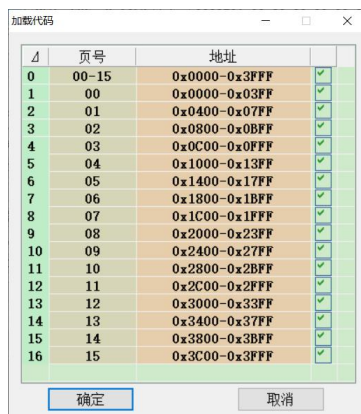 加载代码
⊿ 页号 地址
0 00-15 0x0000-0x3FFF
1 00 0x0000-0x03FF
2 01 0x0400-0x07FF
3 02 0x0800-0x0BFF
4 03 0x0C00-0x0FFF
5 04 0x1000-0x13FF
6 05 0x1400-0x17FF
7 06 0x1800-0x1BFF
8 07 0x1C00-0x1FFF
9 08 0x2000-0x23FF
10 09 0x2400-0x27FF
11 10 0x2800-0x2BFF
12 11 0x2C00-0x2FFF
13 12 0x3000-0x33FF
14 13 0x3400-0x37FF
15 14 0x3800-0x3BFF
16 15 0x3C00-0x3FFF
确定 取消